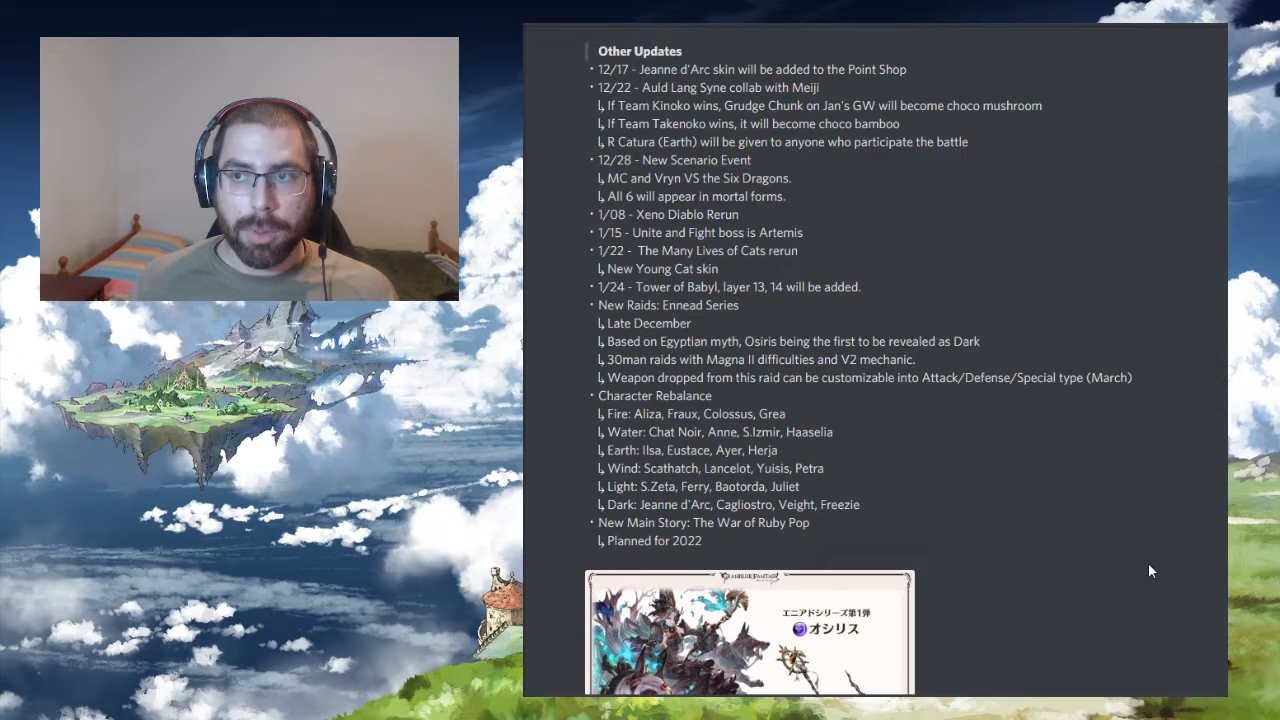 Other Updates
• 12/17 - Jeanne d'Arc skin will be added to the Point Shop
• 12/22 - Auld Lang Syne collab with Meiji
↳ If Team Kinoko wins, Grudge Chunk on Jan's GW will become choco mushroom
↳ If Team Takenoko wins, it will become choco bamboo
↳ R Catura (Earth) will be given to anyone who participate the battle
• 12/28 - New Scenario Event
↳ MC and Vryn VS the Six Dragons.
↳ All 6 will appear in mortal forms.
• 1/08 - Xeno Diablo Rerun
• 1/15 - Unite and Fight boss is Artemis
• 1/22 - The Many Lives of Cats rerun
↳ New Young Cat skin
• 1/24 - Tower of Babyl, layer 13, 14 will be added.
• New Raids: Ennead Series
↳ Late December
↳ Based on Egyptian myth, Osiris being the first to be revealed as Dark
↳ 30man raids with Magna II difficulties and V2 mechanic.
↳ Weapon dropped from this raid can be customizable into Attack/Defense/Special type (March)
• Character Rebalance
↳ Fire: Aliza, Fraux, Colossus, Grea
↳ Water: Chat Noir, Anne, S.Izmir, Haaselia
↳ Earth: Ilsa, Eustace, Ayer, Herja
↳ Wind: Scathatch, Lancelot, Yuisis, Petra
↳ Light: S.Zeta, Ferry, Baotorda, Juliet
↳ Dark: Jeanne d'Arc, Cagliostro, Veight, Freezie
• New Main Story: The War of Ruby Pop
↳ Planned for 2022
GRANBLUE FANTASY
エニアドシリーズ第1弾
オシリス